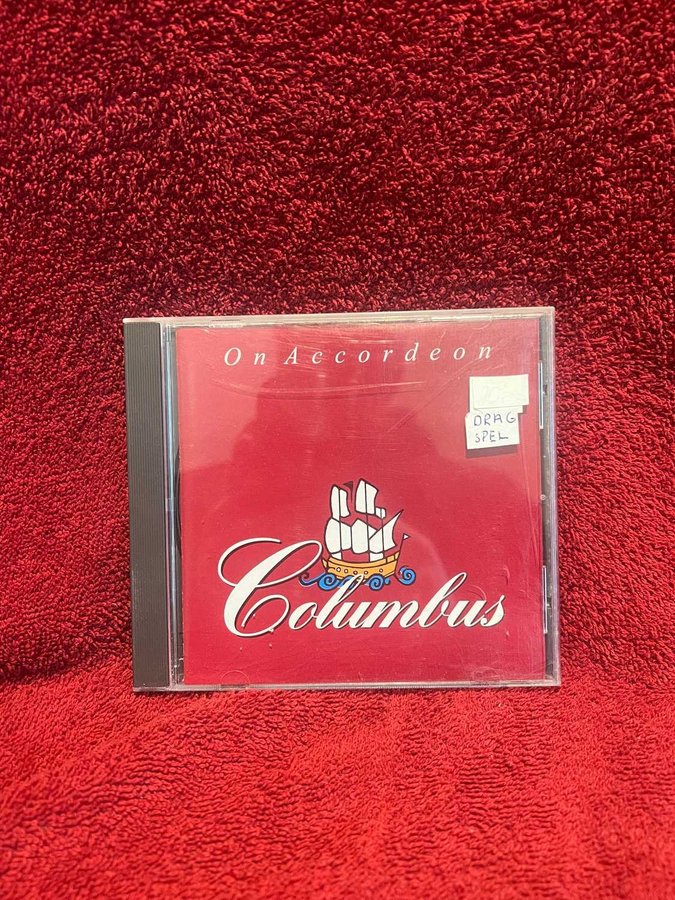 On Accordeon
DRAG
SPEL
Columbus